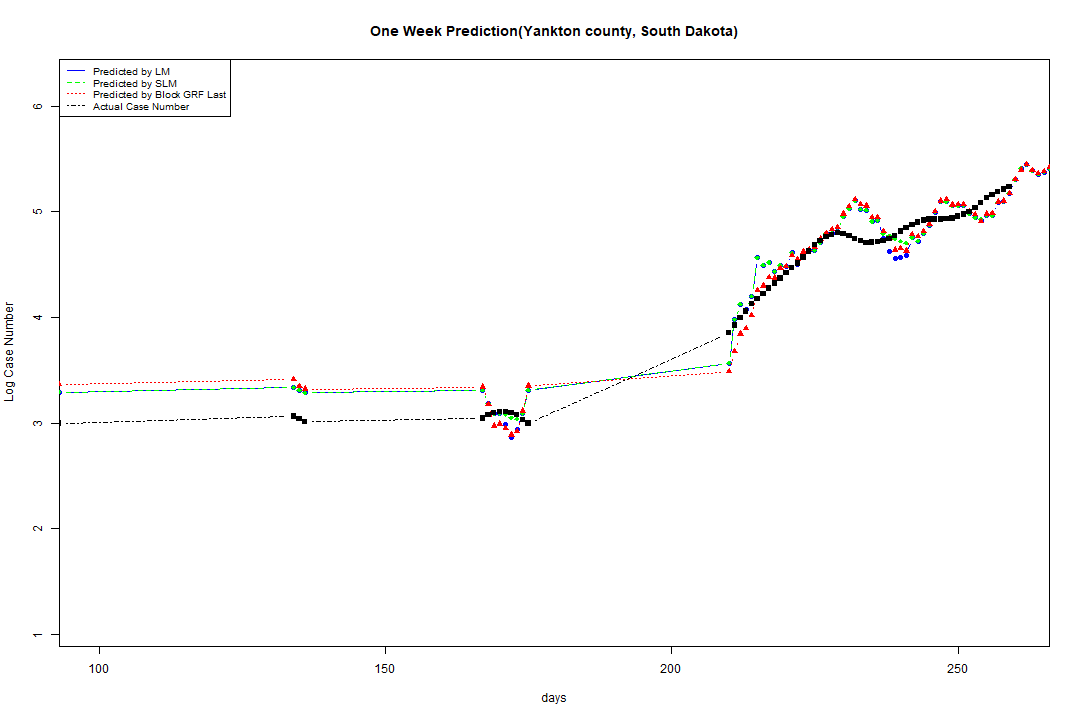 One Week Prediction(Yankton county, South Dakota)
Predicted by LM
Predicted by SLM
Predicted by Block GRF Last
Actual Case Number
6
5
4
3
2
1
Log Case Number
100
150
200
250
days